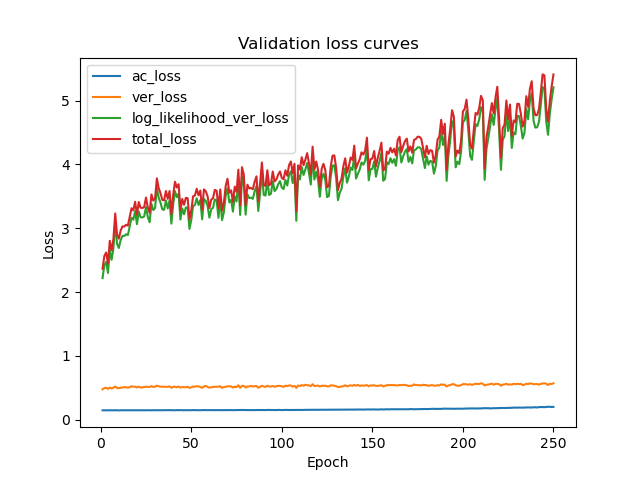 Validation loss curves
ac_loss
ver_loss
log_likelihood_ver_loss
total_loss
5
4
3
2
1
0
Loss
0 50 100 150 200 250
Epoch